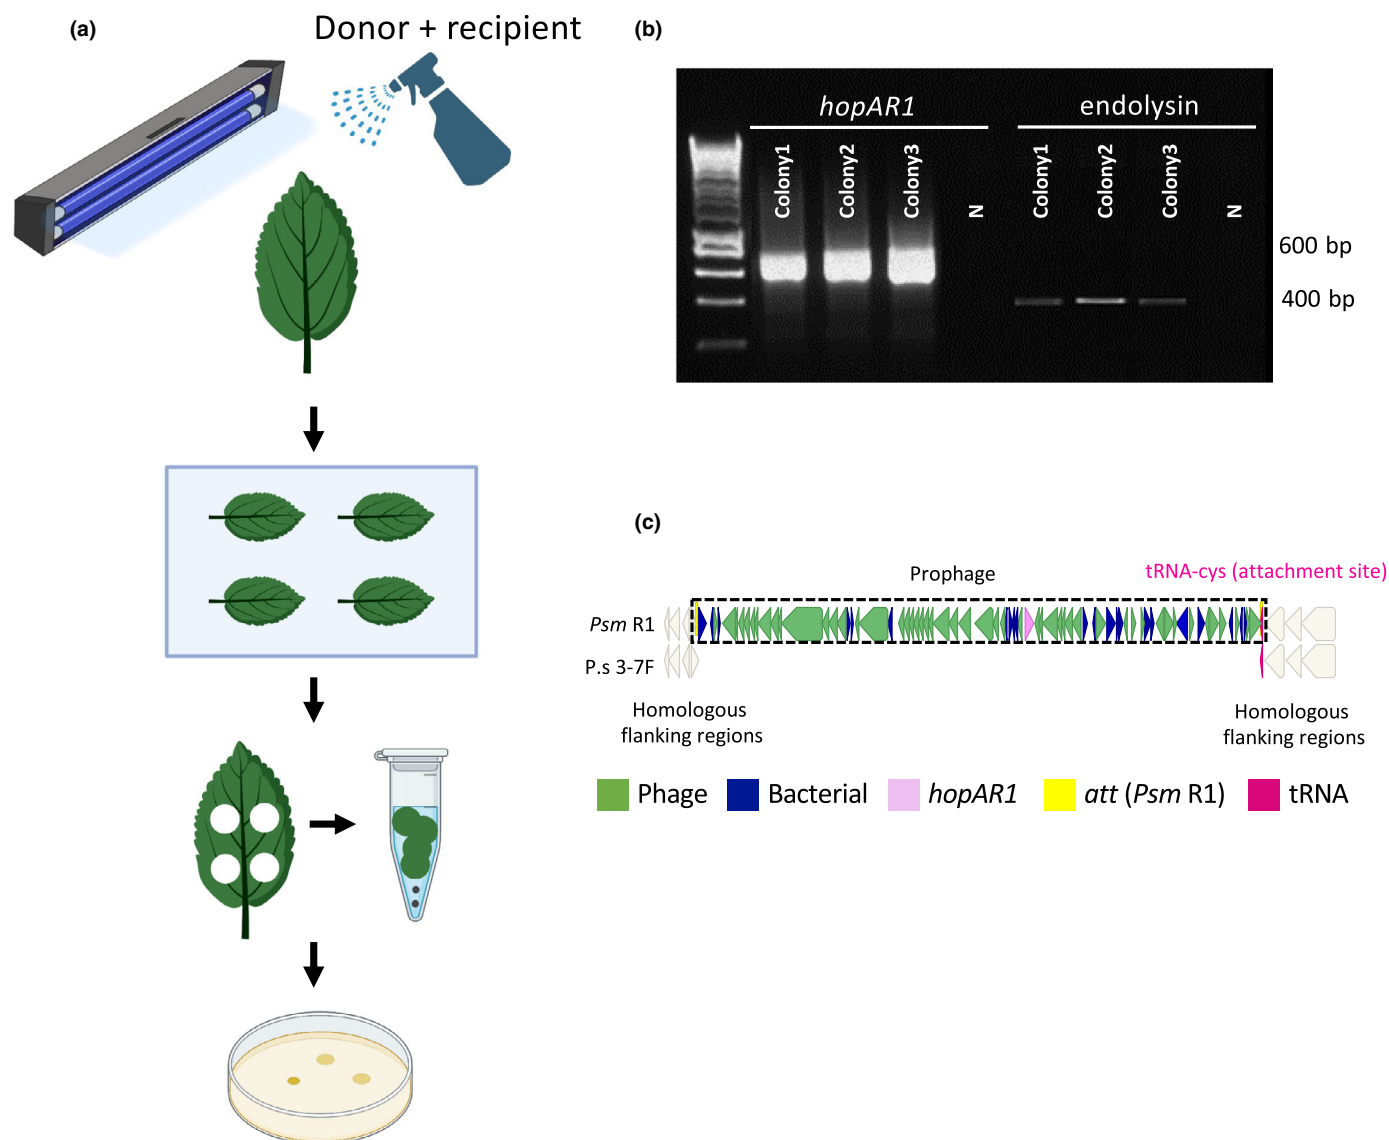 (a)
Donor + recipient
(b)
hopAR1
endolysin
Colony1
Colony2
Colony3
N
Colony1
Colony2
Colony3
N
600 bp
400 bp
(c)
Prophage
tRNA-cys (attachment site)
Psm R1
P.s 3-7F
Homologous
flanking regions
Homologous
flanking regions
Phage
Bacterial
hopAR1
att (Psm R1)
tRNA